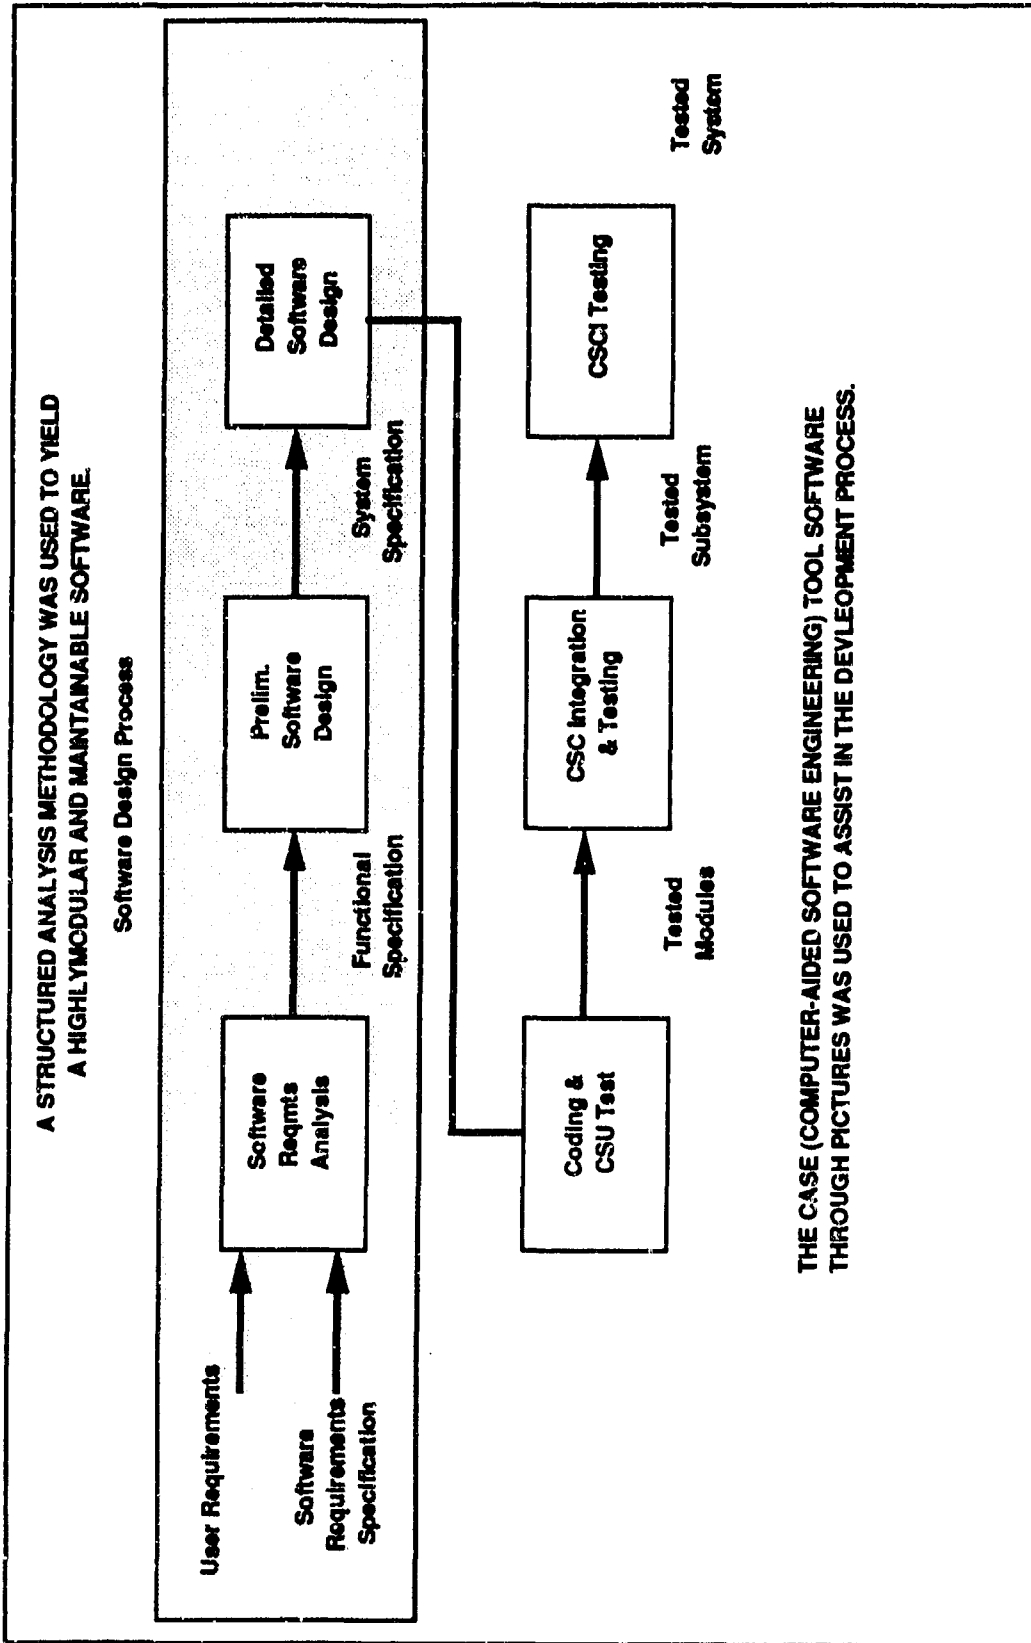 A STRUCTURED ANALYSIS METHODOLOGY WAS USED TO YIELD
A HIGHLYMODULAR AND MAINTAINABLE SOFTWARE.
Software Design Process
User Requirements
Software
Requirements
Specification
Software
Reqmts
Analysis
Functional
Specification
Prelim.
Software
Design
System
Specification
Detailed
Software
Design
Coding &
CSU Test
Tested
Modules
CSC Integration
& Testing
Tested
Subsystem
CSCI Testing
Tested
System
THE CASE (COMPUTER-AIDED SOFTWARE ENGINEERING) TOOL SOFTWARE
THROUGH PICTURES WAS USED TO ASSIST IN THE DEVLEOPMENT PROCESS.